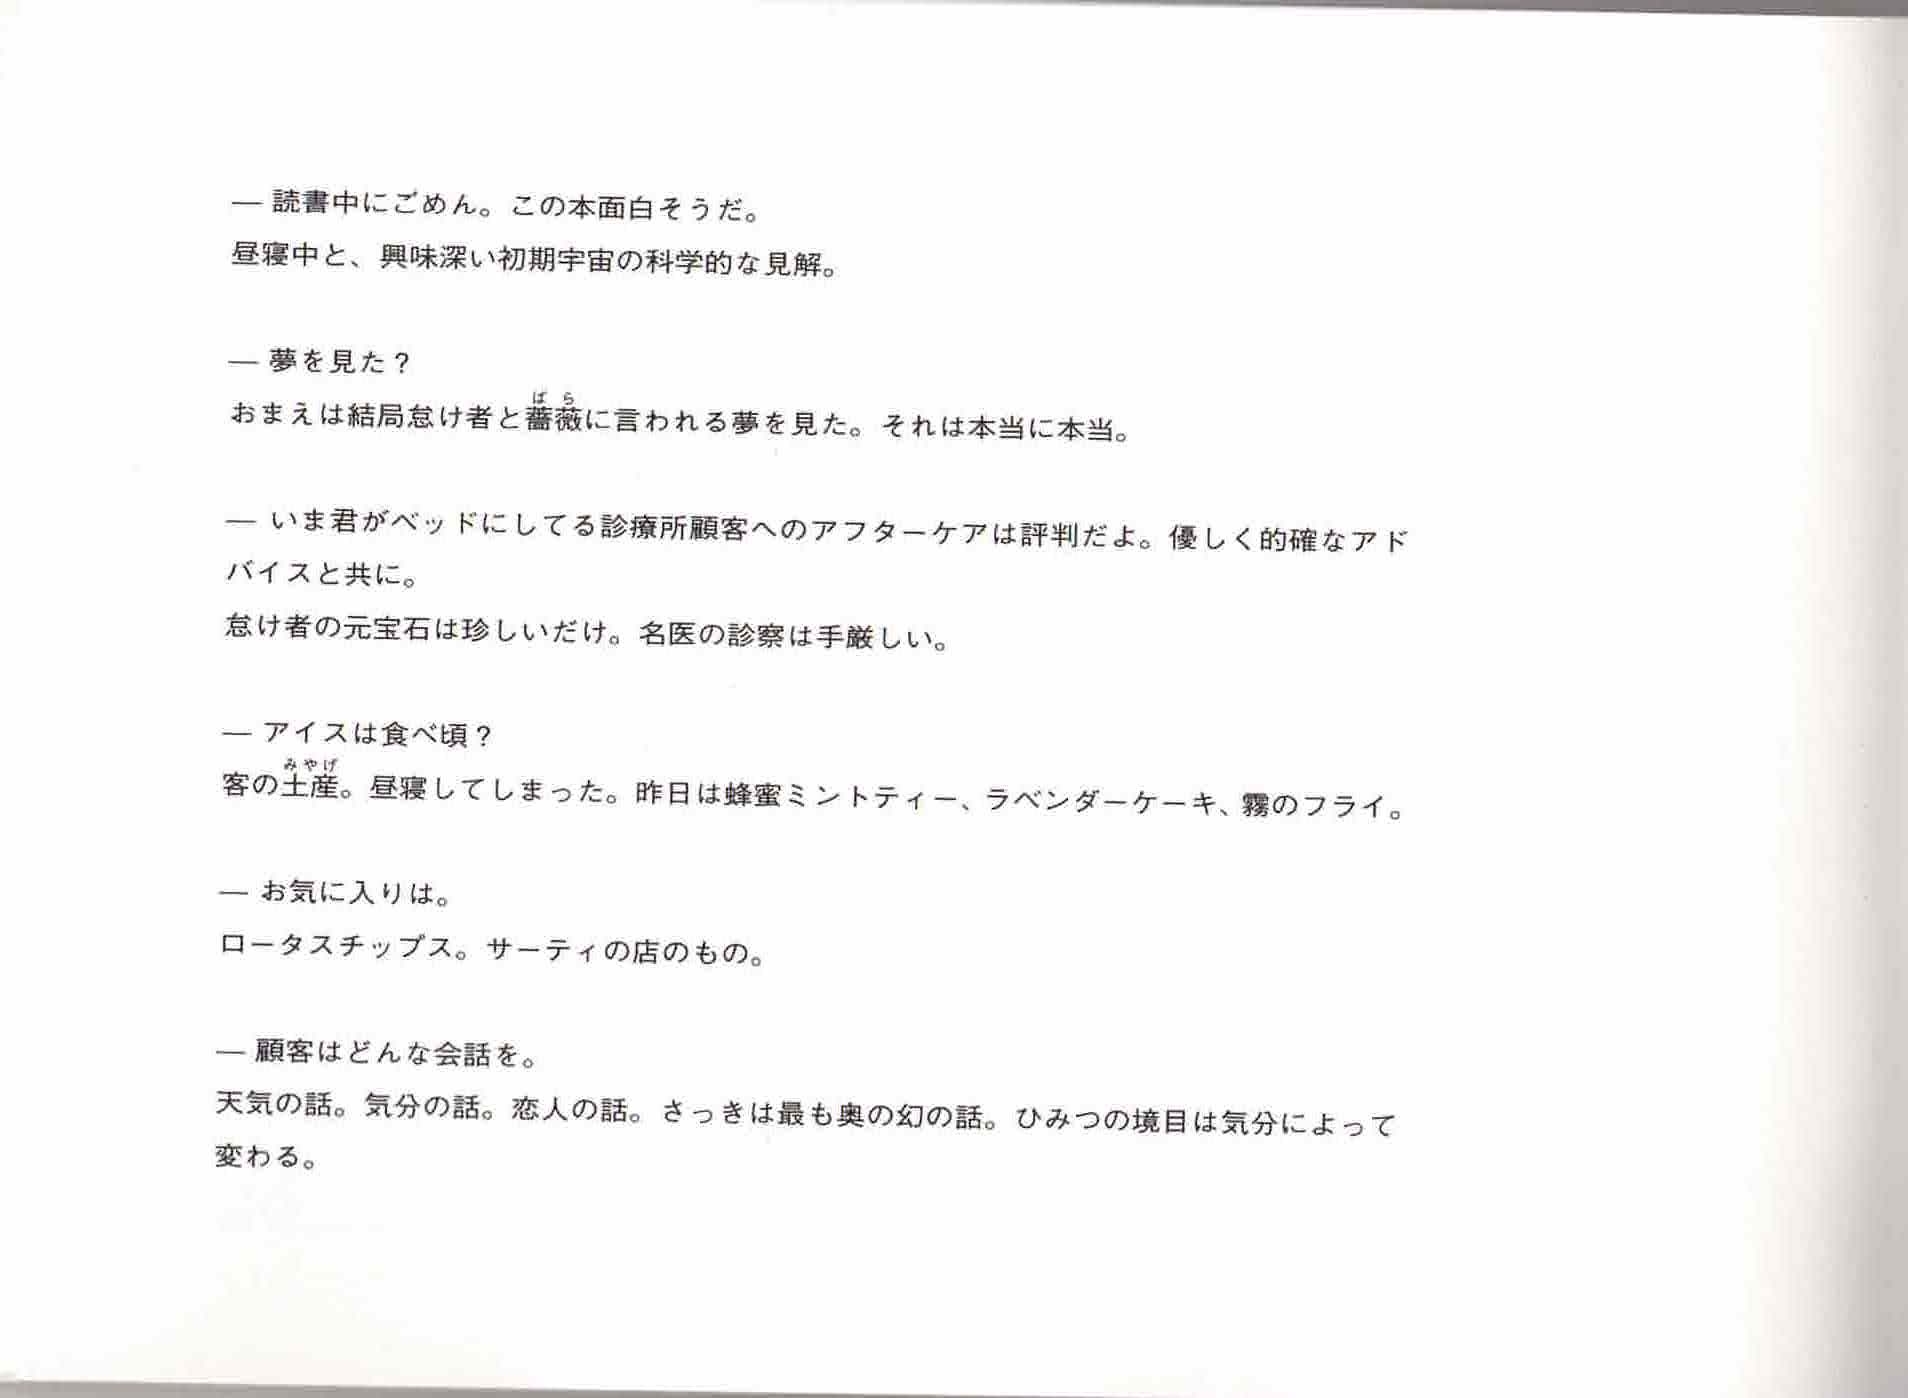 ― 読書中にごめん。この本面白そうだ。
昼寝中と、興味深い初期宇宙の科学的な見解。
― 夢を見た？
おまえは結局怠け者と薔薇に言われる夢を見た。それは本当に本当。
― いま君がベッドにしてる診療所顧客へのアフターケアは評判だよ。優しく的確なアド
バイスと共に。
怠け者の元宝石は珍しいだけ。名医の診察は手厳しい。
― アイスは食べ頃？
客の土産。昼寝してしまった。昨日は蜂蜜ミントティー、ラベンダーケーキ、霧のフライ。
― お気に入りは。
ロータスチップス。サーティの店のもの。
― 顧客はどんな会話を。
天気の話。気分の話。恋人の話。さっきは最も奥の幻の話。ひみつの境目は気分によって
変わる。